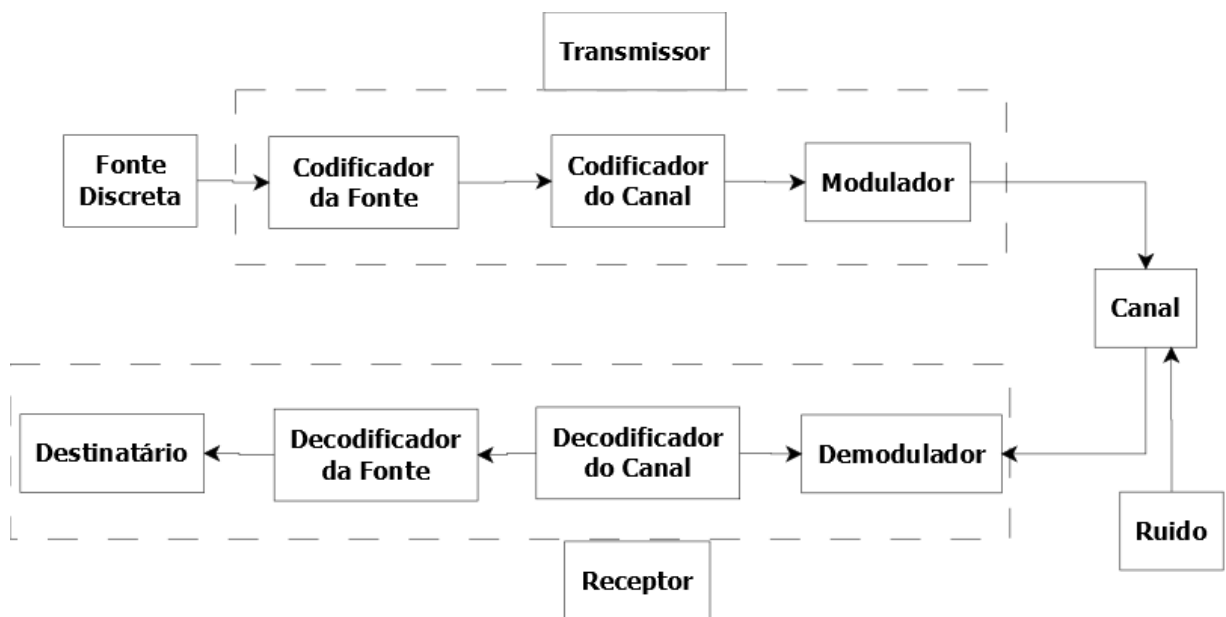 Transmissor
Fonte
Discreta
Codificador
da Fonte
Codificador
do Canal
Modulador
Canal
Destinatário
Decodificador
da Fonte
Decodificador
do Canal
Demodulador
Ruido
Receptor